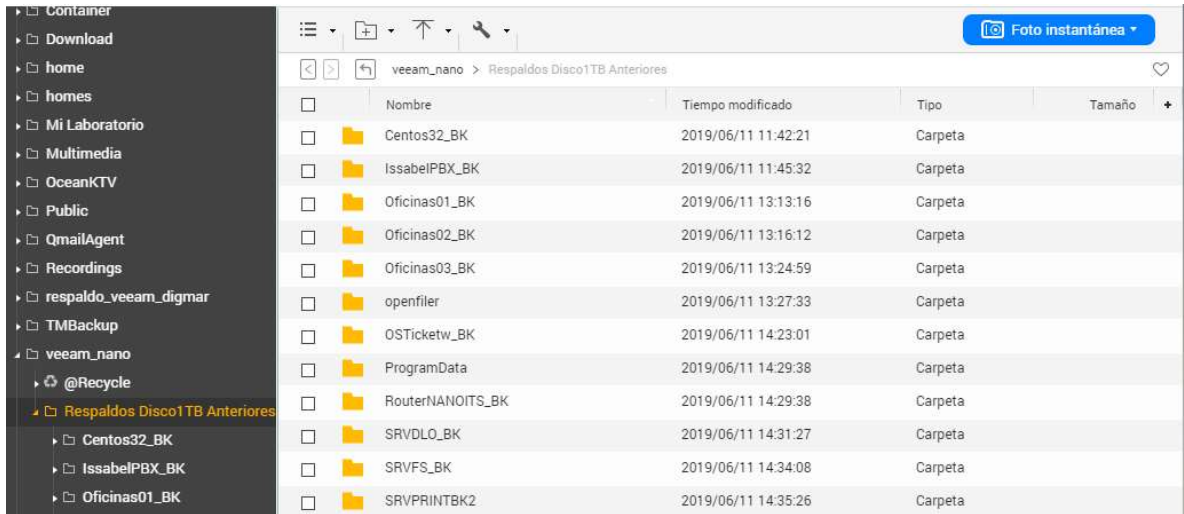 Container
Download
home
homes
Mi Laboratorio
Multimedia
OceanKTV
Public
QmailAgent
Recordings
respaldo_veeam_digmar
TMBackup
veeam_nano
@Recycle
Respaldos Disco1TB Anteriores
Centos32_BK
IssabelPBX_BK
Oficinas01_BK
Foto instantánea
veeam_nano > Respaldos Disco1TB Anteriores
Nombre Tiempo modificado Tipo Tamaño +
Centos32_BK 2019/06/11 11:42:21 Carpeta
IssabelPBX_BK 2019/06/11 11:45:32 Carpeta
Oficinas01_BK 2019/06/11 13:13:16 Carpeta
Oficinas02_BK 2019/06/11 13:16:12 Carpeta
Oficinas03_BK 2019/06/11 13:24:59 Carpeta
openfiler 2019/06/11 13:27:33 Carpeta
OSTicketw_BK 2019/06/11 14:23:01 Carpeta
ProgramData 2019/06/11 14:29:38 Carpeta
RouterNANOITS_BK 2019/06/11 14:29:38 Carpeta
SRVDLO_BK 2019/06/11 14:31:27 Carpeta
SRVFS_BK 2019/06/11 14:34:08 Carpeta
SRVPRINTBK2 2019/06/11 14:35:26 Carpeta